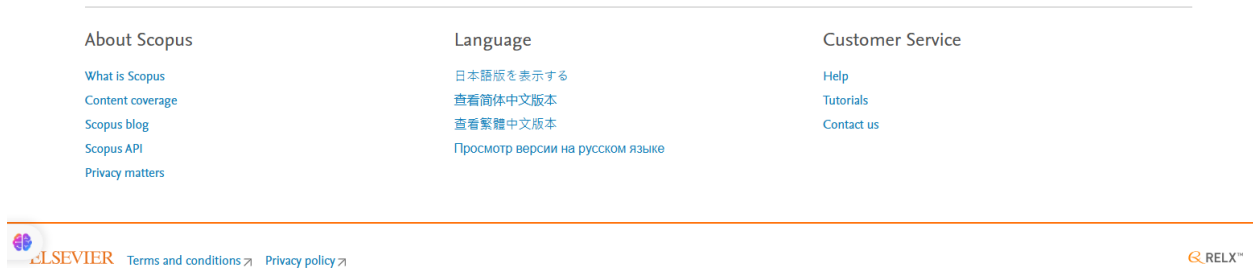 About Scopus
What is Scopus
Content coverage
Scopus blog
Scopus API
Privacy matters
Language
日本語版を表示する
查看简体中文版本
查看繁體中文版本
Просмотр версии на русском языке
Customer Service
Help
Tutorials
Contact us
ELSEVIER Terms and conditions Privacy policy
RELX™